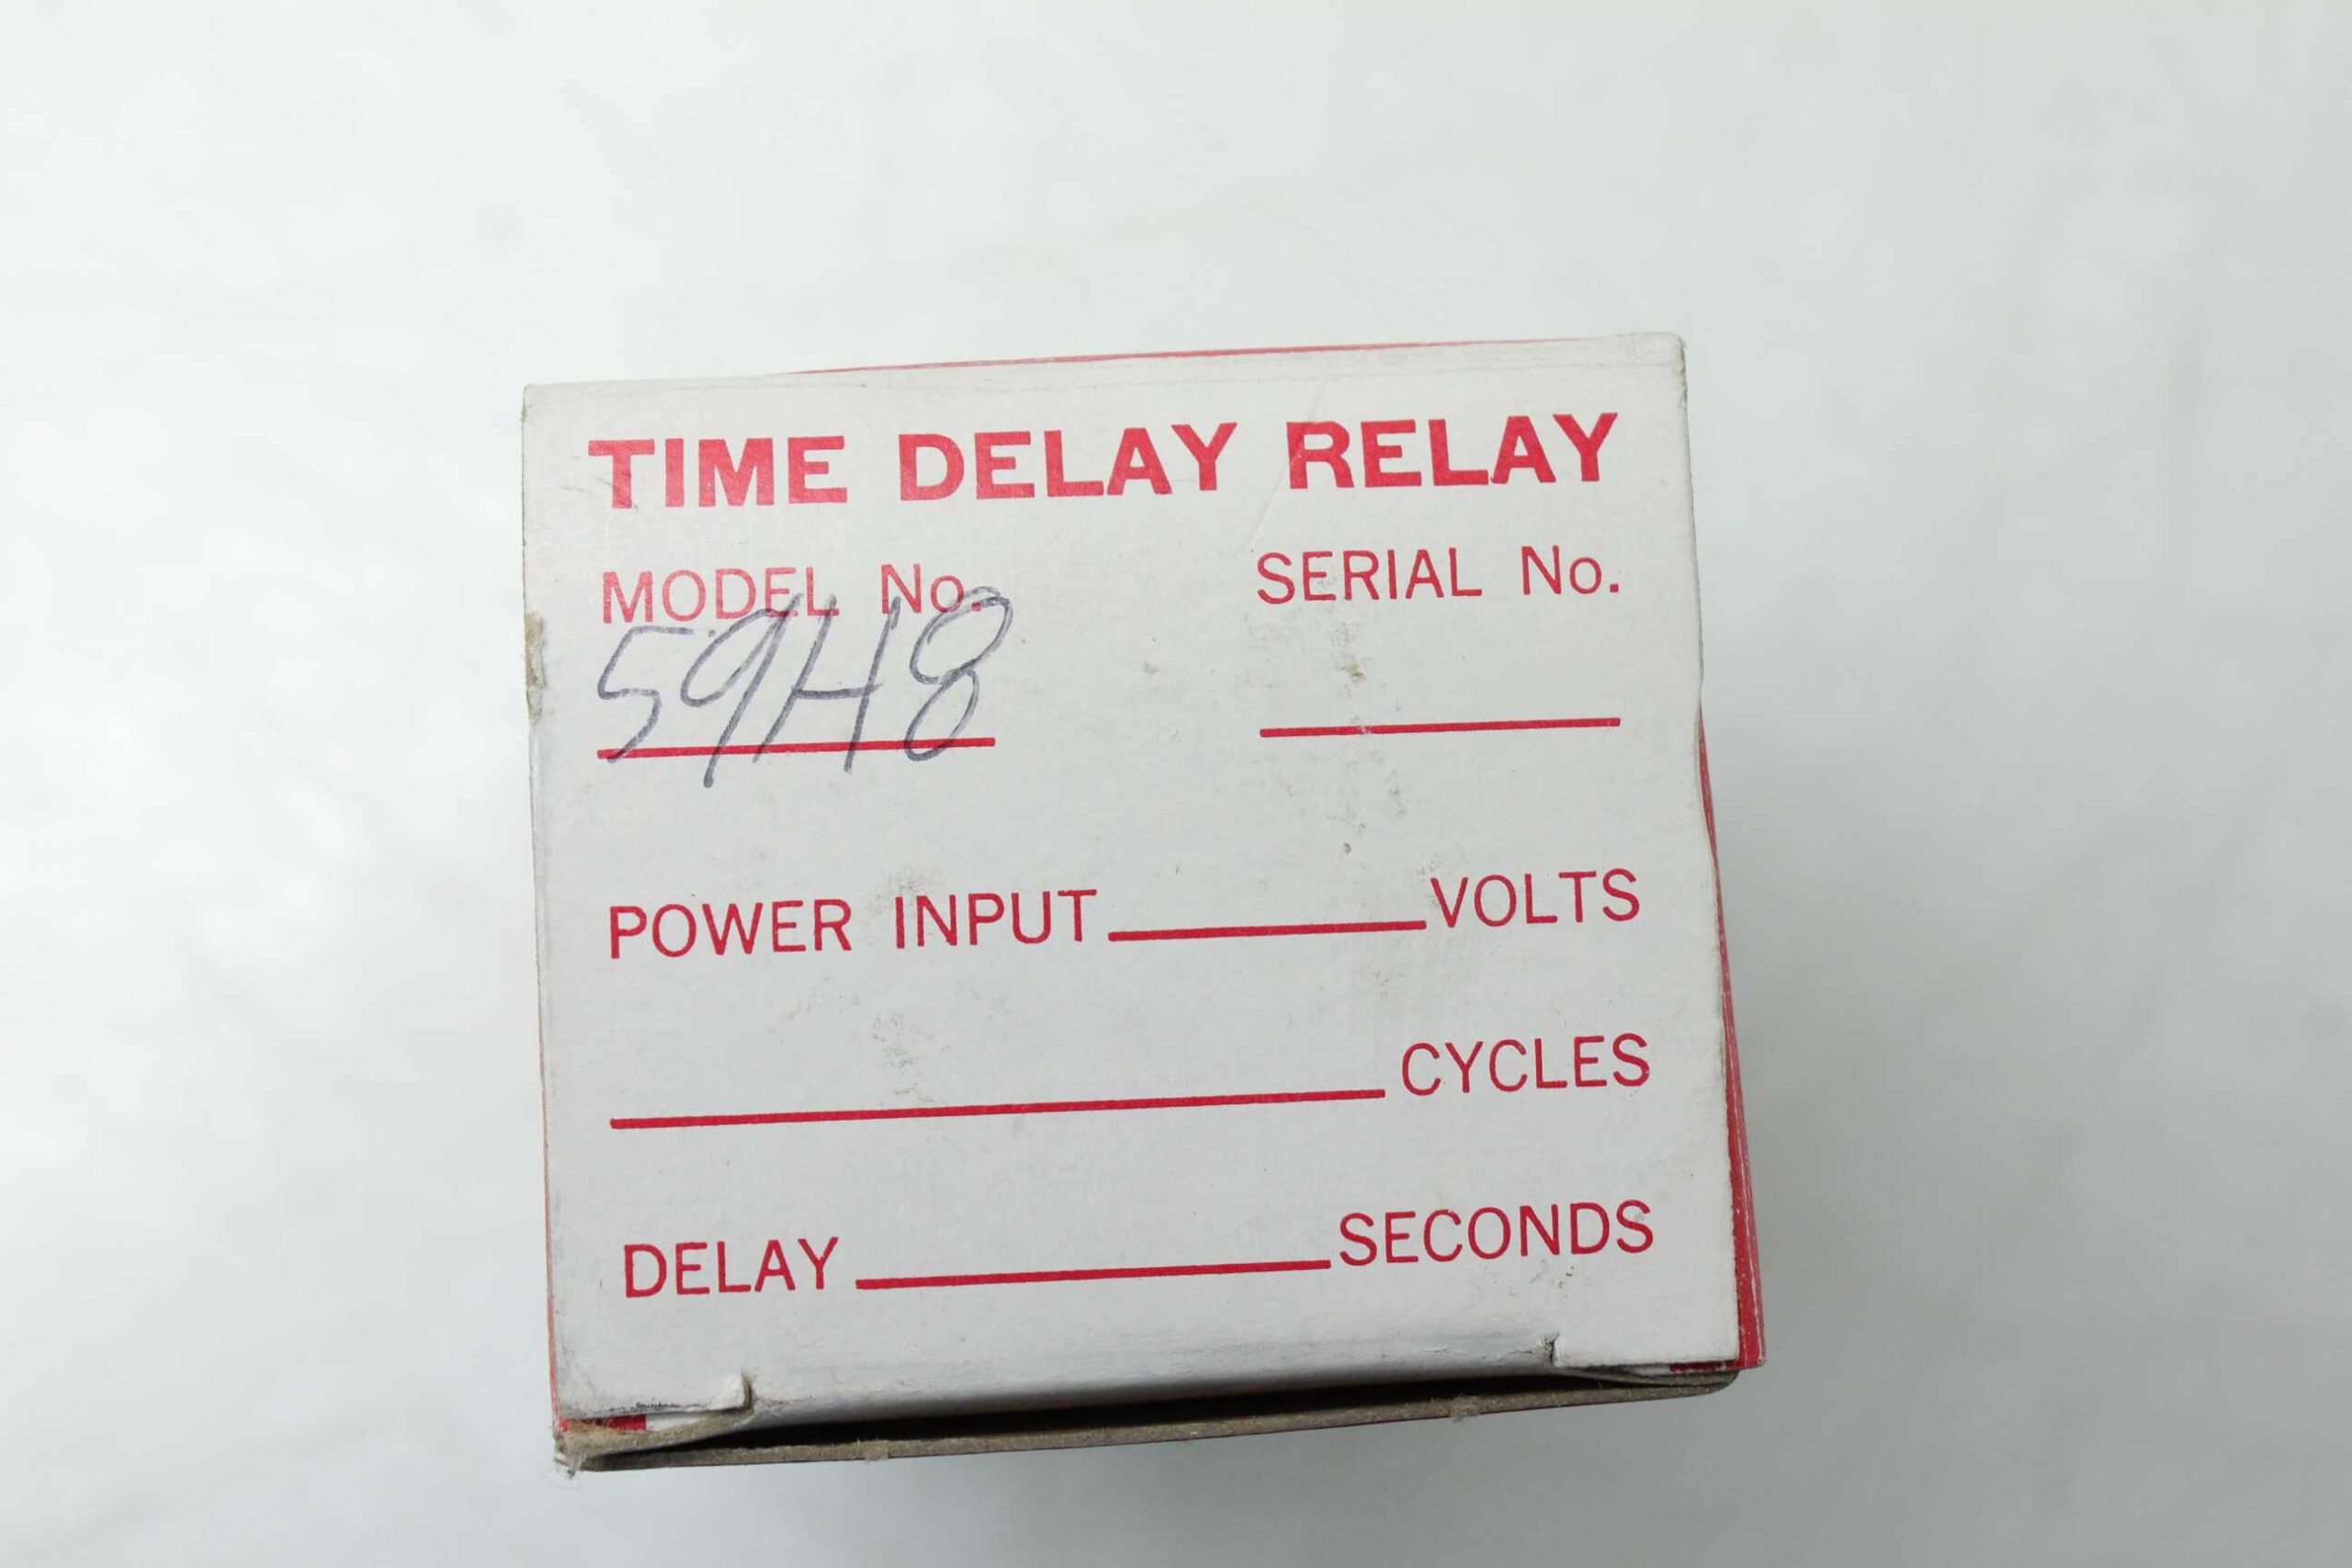 TIME DELAY RELAY
MODEL No. SERIAL No.
59H8
POWER INPUT VOLTS
CYCLES
DELAY SECONDS